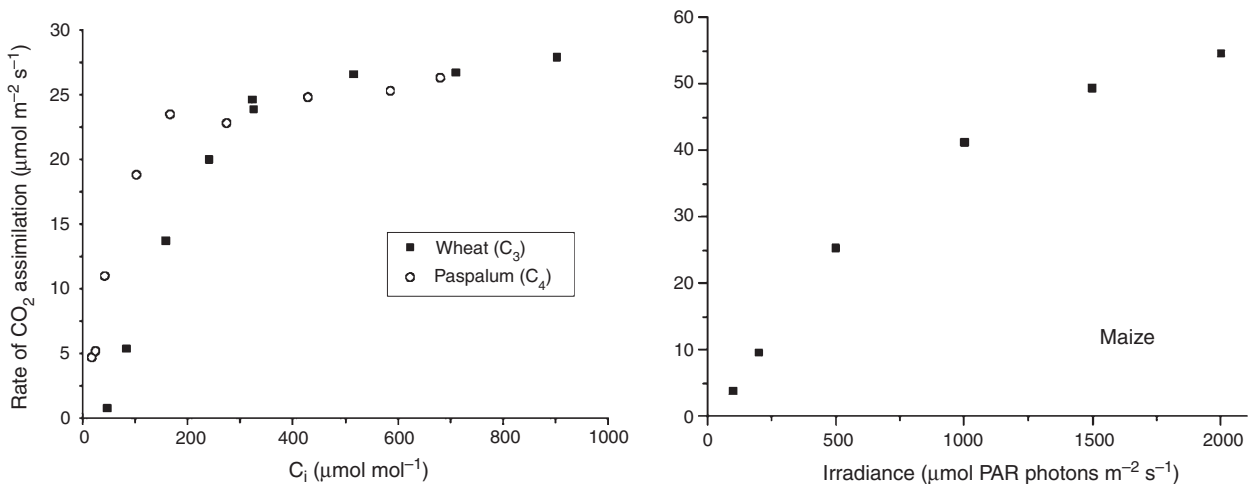 Rate of CO₂ assimilation (μmol m⁻² s⁻¹)
30
25
20
15
10
5
0
0 200 400 600 800 1000
Cᵢ (μmol mol⁻¹)
Wheat (C₃)
Paspalum (C₄)
60
50
40
30
20
10
0
0 500 1000 1500 2000
Irradiance (μmol PAR photons m⁻² s⁻¹)
Maize